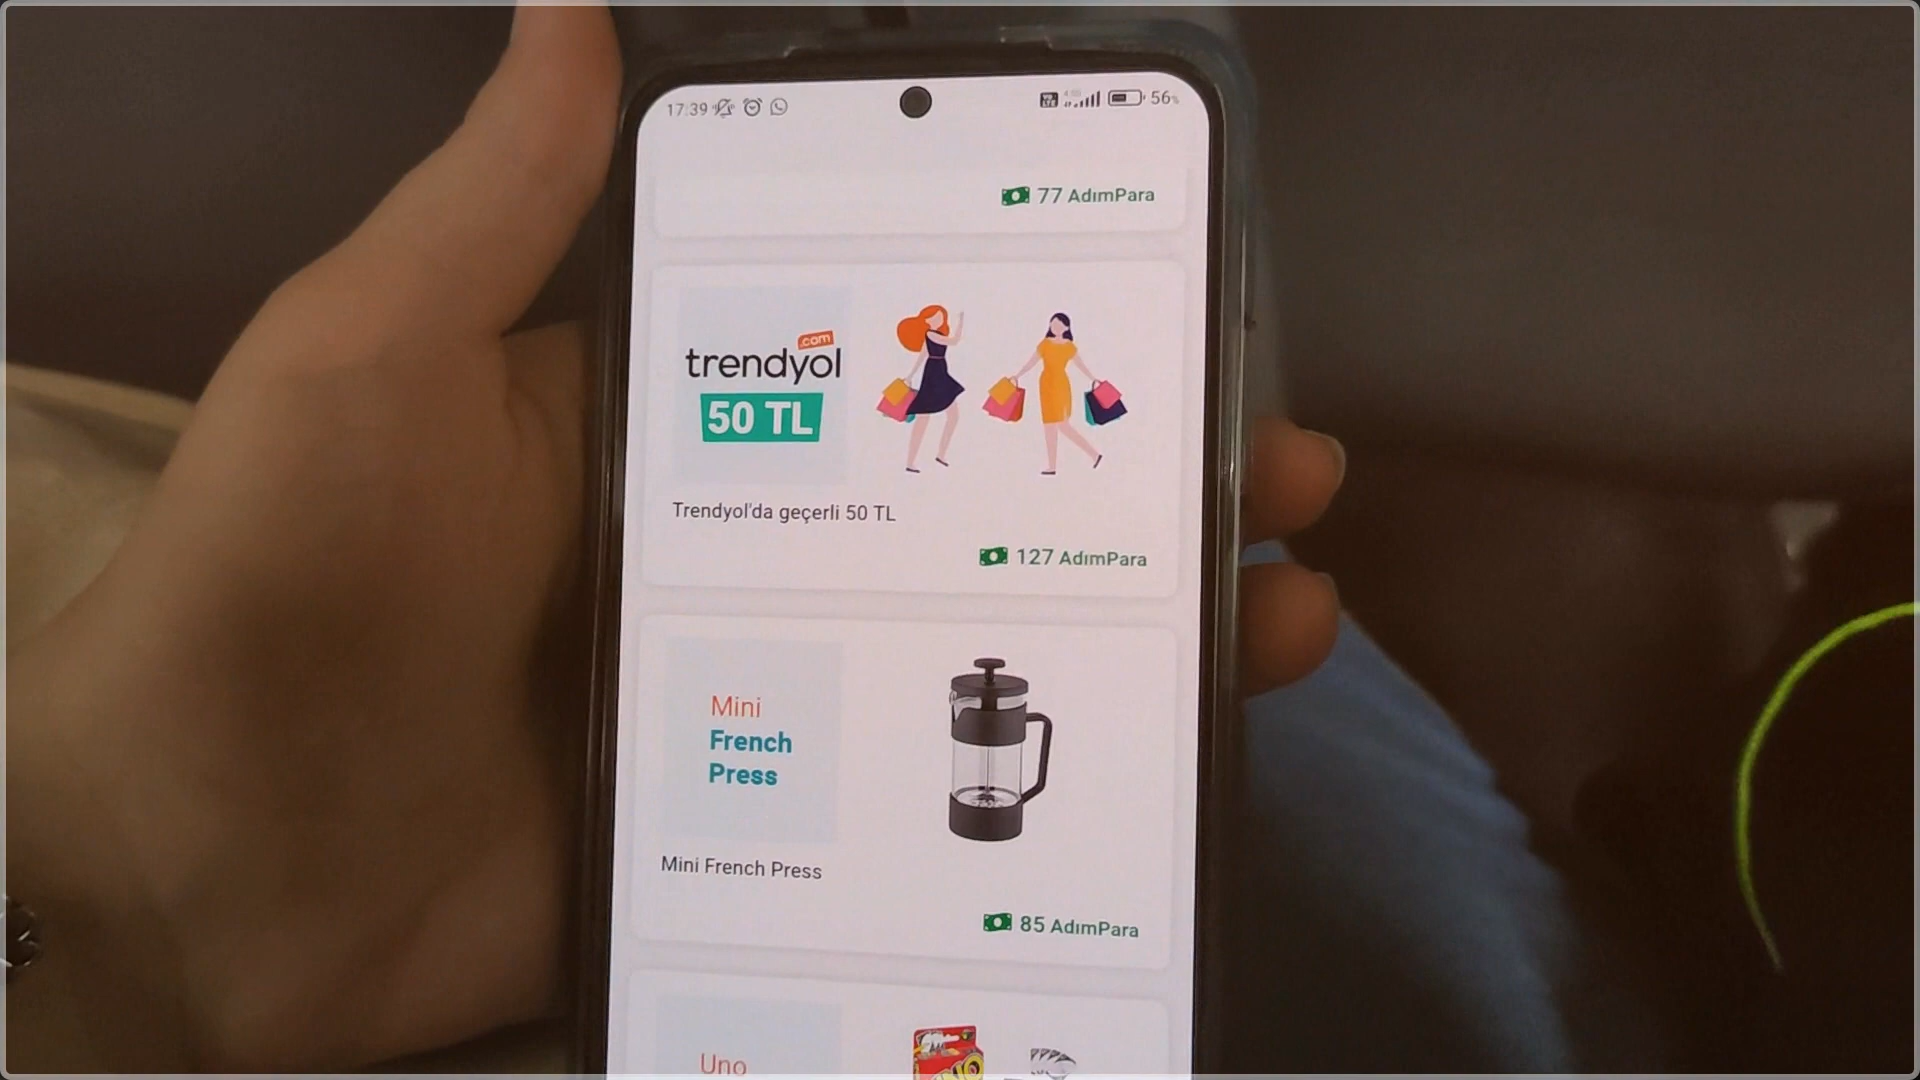 17:39 56%
77 AdımPara
trendyol .com
50 TL
Trendyol'da geçerli 50 TL
127 AdımPara
Mini
French
Press
Mini French Press
85 AdımPara
Uno
UNO